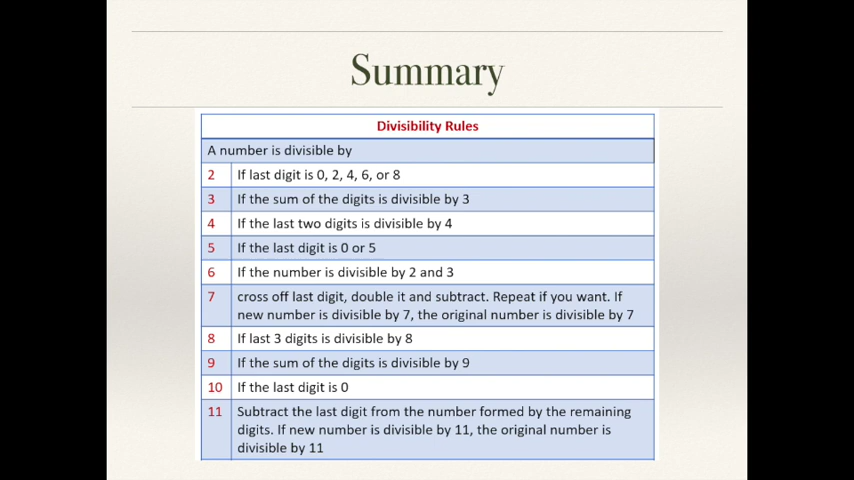 Summary
Divisibility Rules
A number is divisible by
2 If last digit is 0, 2, 4, 6, or 8
3 If the sum of the digits is divisible by 3
4 If the last two digits is divisible by 4
5 If the last digit is 0 or 5
6 If the number is divisible by 2 and 3
7 cross off last digit, double it and subtract. Repeat if you want. If
new number is divisible by 7, the original number is divisible by 7
8 If last 3 digits is divisible by 8
9 If the sum of the digits is divisible by 9
10 If the last digit is 0
11 Subtract the last digit from the number formed by the remaining
digits. If new number is divisible by 11, the original number is
divisible by 11